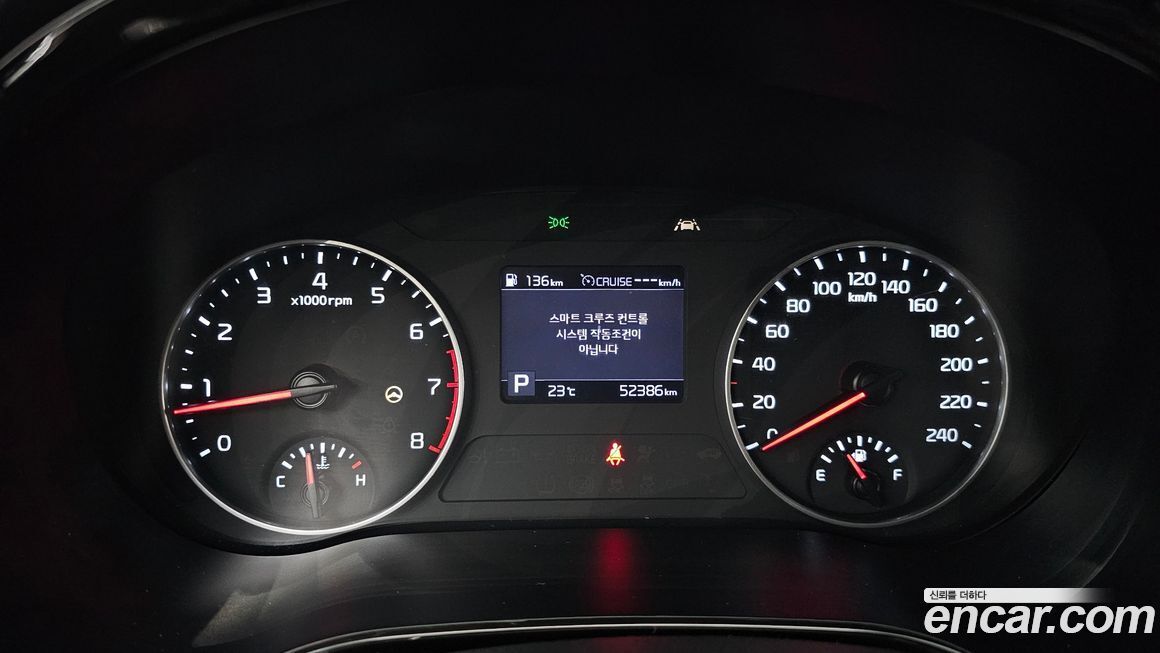 136km CRUISE ---km/h
스마트 크루즈 컨트롤
시스템 작동조건이
아닙니다
P 23℃ 52386km
0 1 2 3 4 5 6 7 8
x1000rpm
C H
0 20 40 60 80 100 120 140 160 180 200 220 240
km/h
E F
신뢰를 더하다
encar.com